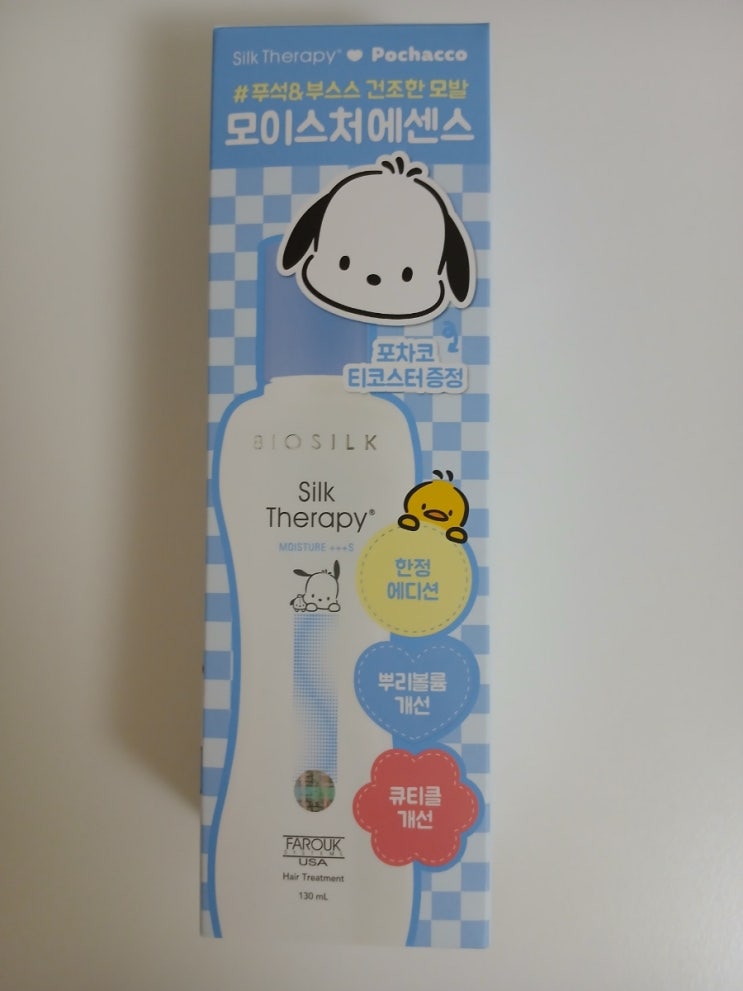 Silk Therapy® Pochacco
#푸석&부스스 건조한 모발
모이스처에센스
포차코
티코스터 증정
BIOSILK
Silk
Therapy®
MOISTURE +++S
한정
에디션
뿌리볼륨
개선
큐티클
개선
FAROUK
SYSTEMS
USA
Hair Treatment
130 mL